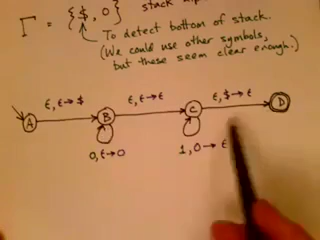 Γ = {$, 0} stack
To detect bottom of stack.
(We could use other symbols,
but these seem clear enough.)
ε, ε→$ ε, ε→ε ε, $→ε
A B C D
0, ε→0 1, 0→ε